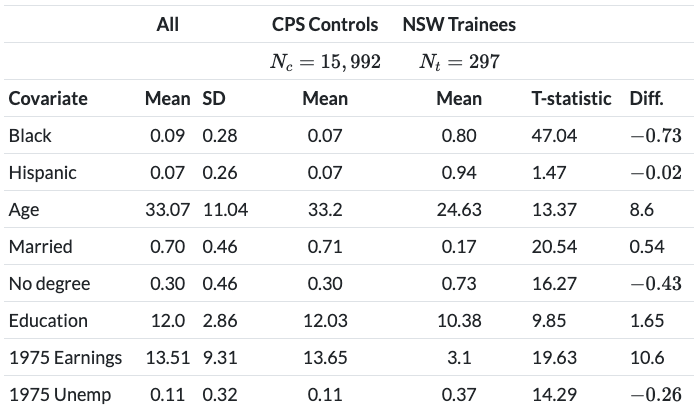 All CPS Controls NSW Trainees
N_c = 15,992 N_t = 297
Covariate Mean SD Mean Mean T-statistic Diff.
Black 0.09 0.28 0.07 0.80 47.04 −0.73
Hispanic 0.07 0.26 0.07 0.94 1.47 −0.02
Age 33.07 11.04 33.2 24.63 13.37 8.6
Married 0.70 0.46 0.71 0.17 20.54 0.54
No degree 0.30 0.46 0.30 0.73 16.27 −0.43
Education 12.0 2.86 12.03 10.38 9.85 1.65
1975 Earnings 13.51 9.31 13.65 3.1 19.63 10.6
1975 Unemp 0.11 0.32 0.11 0.37 14.29 −0.26